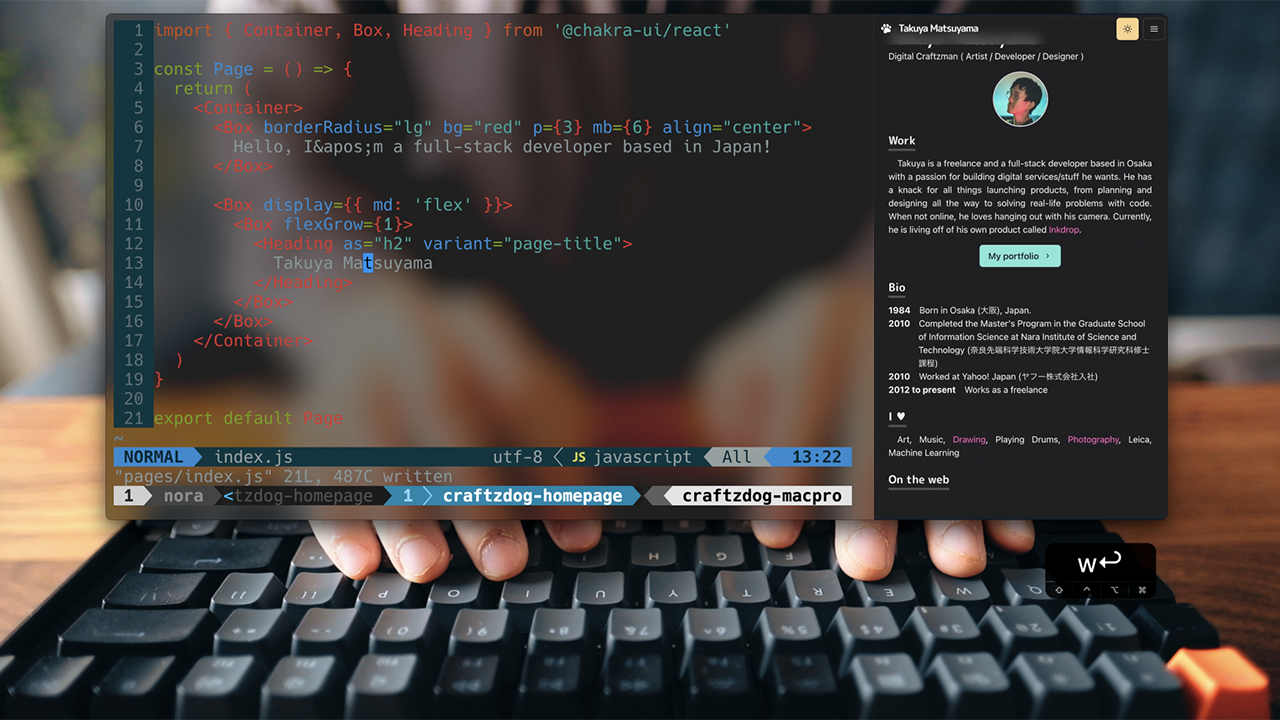 1 import { Container, Box, Heading } from '@chakra-ui/react'
2
3 const Page = () => {
4 return (
5 <Container>
6 <Box borderRadius="lg" bg="red" p={3} mb={6} align="center">
7 Hello, I&apos;m a full-stack developer based in Japan!
8 </Box>
9
10 <Box display={{ md: 'flex' }}>
11 <Box flexGrow={1}>
12 <Heading as="h2" variant="page-title">
13 Takuya Matsuyama
14 </Heading>
15 </Box>
16 </Box>
17 </Container>
18 )
19 }
20
21 export default Page
~
NORMAL index.js utf-8 JS javascript All 13:22
"pages/index.js" 21L, 487C written
1 nora <tzdog-homepage 1 craftzdog-homepage craftzdog-macpro
Takuya Matsuyama
Digital Craftzman ( Artist / Developer / Designer )
Work
Takuya is a freelance and a full-stack developer based in Osaka
with a passion for building digital services/stuff he wants. He has
a knack for all things launching products, from planning and
designing all the way to solving real-life problems with code.
When not online, he loves hanging out with his camera. Currently,
he is living off of his own product called Inkdrop.
My portfolio >
Bio
1984 Born in Osaka (大阪), Japan.
2010 Completed the Master's Program in the Graduate School
of Information Science at Nara Institute of Science and
Technology (奈良先端科学技術大学院大学情報科学研究科修士
課程)
2010 Worked at Yahoo! Japan (ヤフー株式会社入社)
2012 to present Works as a freelance
I ♥
Art, Music, Drawing, Playing Drums, Photography, Leica,
Machine Learning
On the web
w↩
⇧ ^ ⌥ ⌘
P O I U Y T R E W Q
H G F